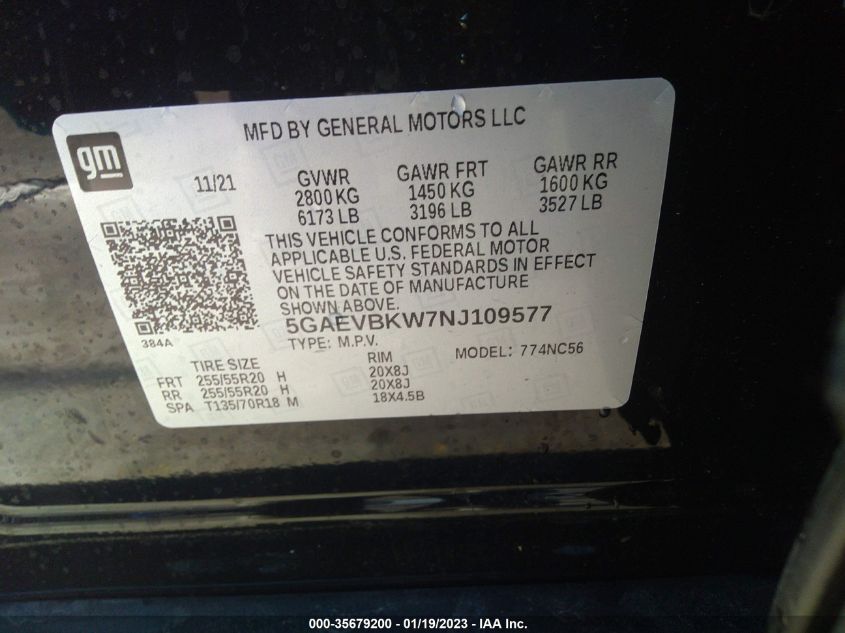 gm
MFD BY GENERAL MOTORS LLC
11/21
GVWR
2800 KG
6173 LB
GAWR FRT
1450 KG
3196 LB
GAWR RR
1600 KG
3527 LB
THIS VEHICLE CONFORMS TO ALL
APPLICABLE U.S. FEDERAL MOTOR
VEHICLE SAFETY STANDARDS IN EFFECT
ON THE DATE OF MANUFACTURE
SHOWN ABOVE.
384A
5GAEVBKW7NJ109577
TYPE: M.P.V.
MODEL: 774NC56
TIRE SIZE RIM
FRT 255/55R20 H 20X8J
RR 255/55R20 H 20X8J
SPA T135/70R18 M 18X4.5B
000-35679200 - 01/19/2023 - IAA Inc.